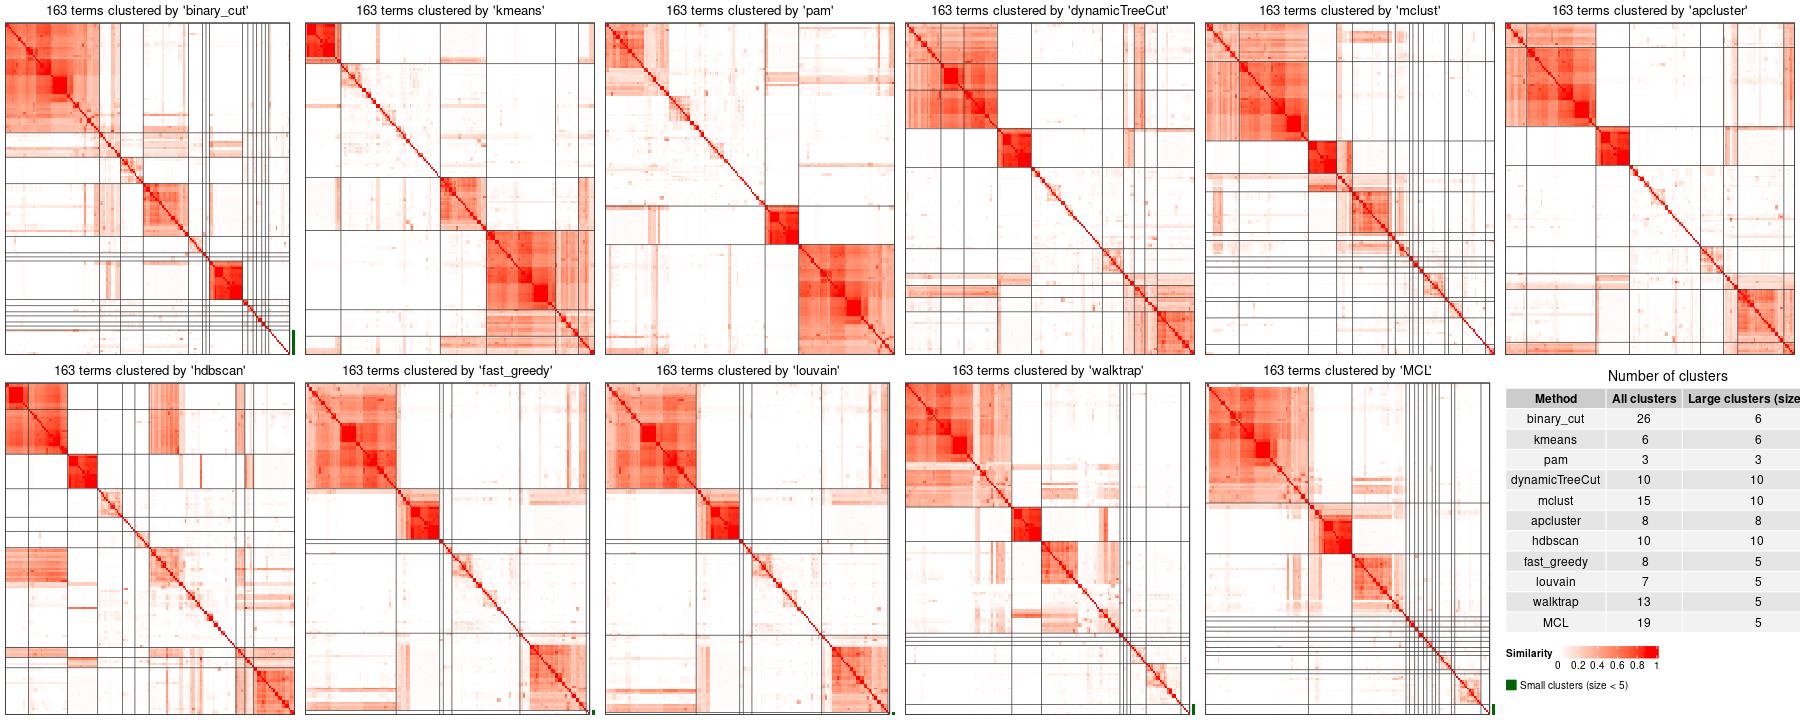 163 terms clustered by 'binary_cut'
163 terms clustered by 'kmeans'
163 terms clustered by 'pam'
163 terms clustered by 'dynamicTreeCut'
163 terms clustered by 'mclust'
163 terms clustered by 'apcluster'
163 terms clustered by 'hdbscan'
163 terms clustered by 'fast_greedy'
163 terms clustered by 'louvain'
163 terms clustered by 'walktrap'
163 terms clustered by 'MCL'
Number of clusters
Method All clusters Large clusters (size
binary_cut 26 6
kmeans 6 6
pam 3 3
dynamicTreeCut 10 10
mclust 15 10
apcluster 8 8
hdbscan 10 10
fast_greedy 8 5
louvain 7 5
walktrap 13 5
MCL 19 5
Similarity
0 0.2 0.4 0.6 0.8 1
Small clusters (size < 5)